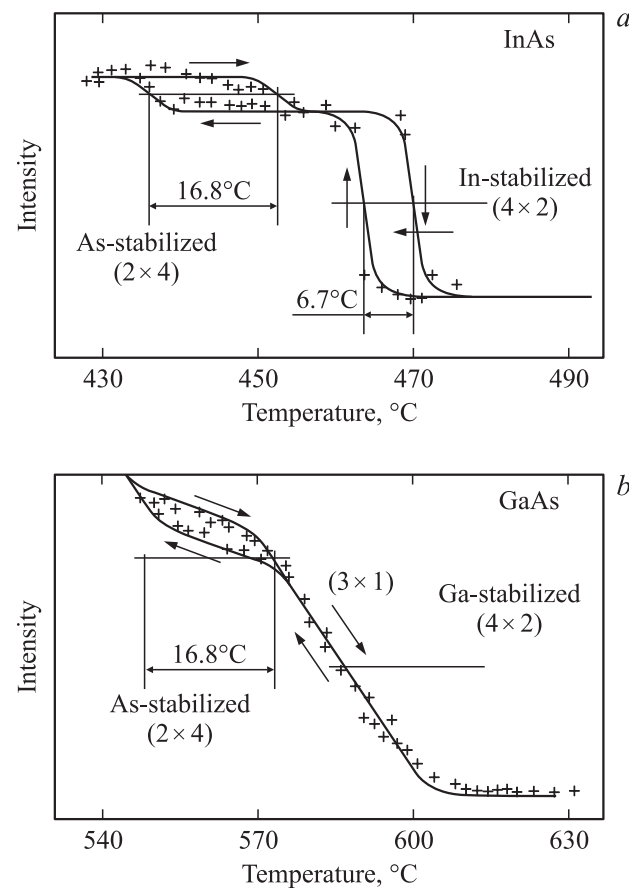 a
InAs
Intensity
16.8°C
In-stabilized
(4 × 2)
As-stabilized
(2 × 4)
6.7°C
430 450 470 490
Temperature, °C
b
GaAs
Intensity
(3 × 1)
Ga-stabilized
(4 × 2)
16.8°C
As-stabilized
(2 × 4)
540 570 600 630
Temperature, °C